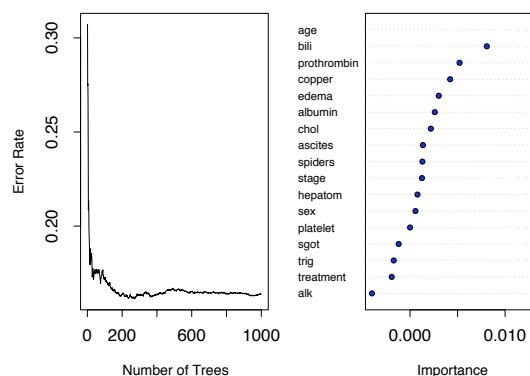 0.30
0.25
0.20
Error Rate
0 200 600 1000
Number of Trees
age
bili
prothrombin
copper
edema
albumin
chol
ascites
spiders
stage
hepatom
sex
platelet
sgot
trig
treatment
alk
0.000 0.010
Importance